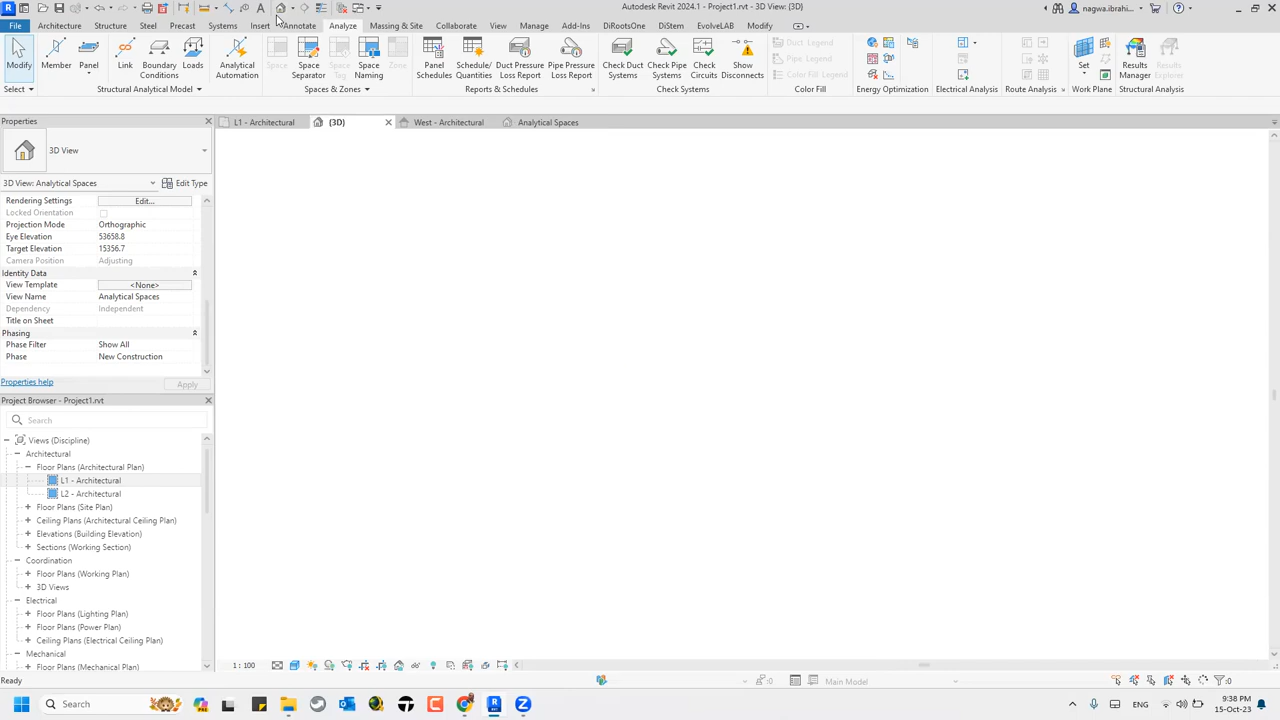 Autodesk Revit 2024.1 - Project1.rvt - 3D View: {3D}
nagwa.ibrahi...
File Architecture Structure Steel Precast Systems Insert Annotate Analyze Massing & Site Collaborate View Manage Add-Ins DiRootsOne DiStem EvolveLAB Modify
Modify Member Panel Link Boundary Conditions Loads Analytical Automation Space Space Separator Space Tag Space Naming Zone Panel Schedules Schedule/ Quantities Duct Pressure Loss Report Pipe Pressure Loss Report Check Duct Systems Check Pipe Systems Check Circuits Show Disconnects Duct Legend Pipe Legend Color Fill Legend Set Results Manager Results Explorer
Select Structural Analytical Model Spaces & Zones Reports & Schedules Check Systems Color Fill Energy Optimization Electrical Analysis Route Analysis Work Plane Structural Analysis
Properties
L1 - Architectural {3D} West - Architectural Analytical Spaces
3D View
3D View: Analytical Spaces Edit Type
Rendering Settings Edit...
Locked Orientation
Projection Mode Orthographic
Eye Elevation 53658.8
Target Elevation 15356.7
Camera Position Adjusting
Identity Data
View Template <None>
View Name Analytical Spaces
Dependency Independent
Title on Sheet
Phasing
Phase Filter Show All
Phase New Construction
Properties help Apply
Project Browser - Project1.rvt
Search
Views (Discipline)
Architectural
Floor Plans (Architectural Plan)
L1 - Architectural
L2 - Architectural
Floor Plans (Site Plan)
Ceiling Plans (Architectural Ceiling Plan)
Elevations (Building Elevation)
Sections (Working Section)
Coordination
Floor Plans (Working Plan)
3D Views
Electrical
Floor Plans (Lighting Plan)
Floor Plans (Power Plan)
Ceiling Plans (Electrical Ceiling Plan)
Mechanical
Floor Plans (Mechanical Plan)
1 : 100
Ready :0 Main Model :0
Search ENG 9:38 PM
15-Oct-23